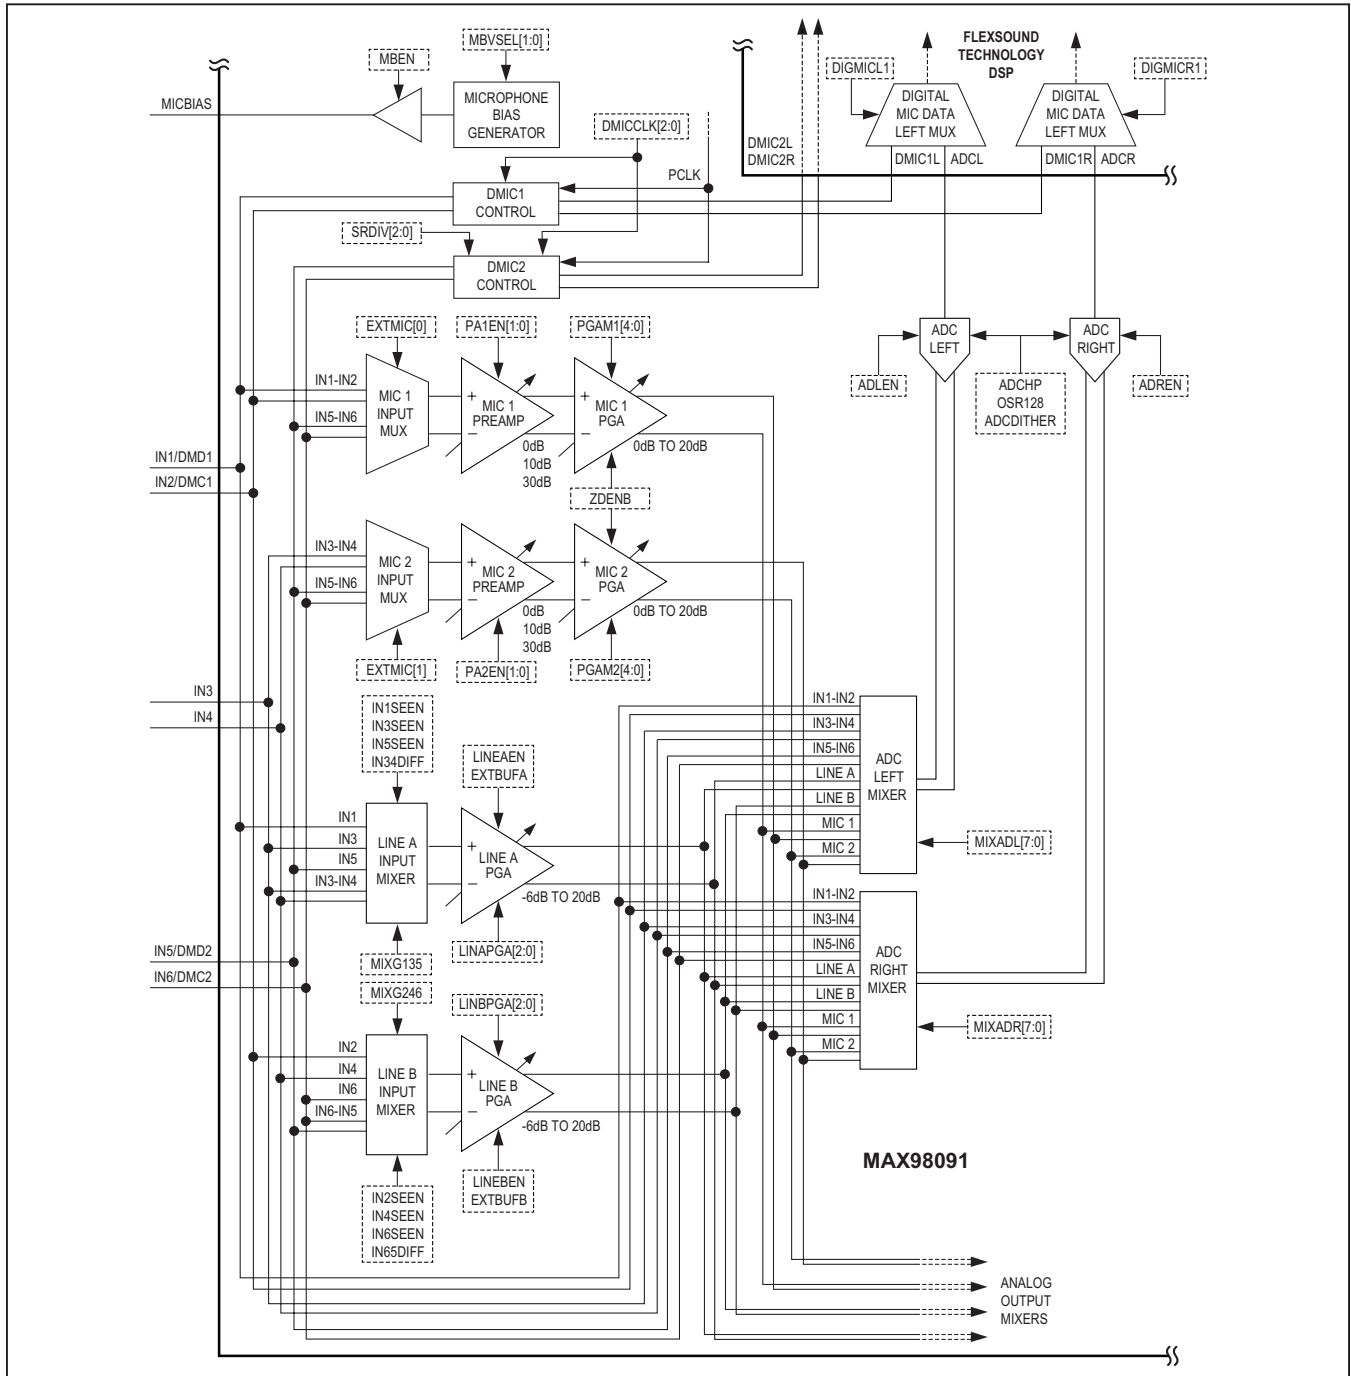 MBVSEL[1:0]
MBEN
MICBIAS
MICROPHONE
BIAS
GENERATOR
DMICCLK[2:0]
PCLK
DMIC1
CONTROL
SRDIV[2:0]
DMIC2
CONTROL
FLEXSOUND
TECHNOLOGY
DSP
DIGMICL1
DIGMICR1
DIGITAL
MIC DATA
LEFT MUX
DIGITAL
MIC DATA
LEFT MUX
DMIC2L
DMIC2R
DMIC1L
ADCL
DMIC1R
ADCR
ADC
LEFT
ADC
RIGHT
ADLEN
ADCHP
OSR128
ADCDITHER
ADREN
EXTMIC[0]
PA1EN[1:0]
PGAM1[4:0]
IN1-IN2
IN5-IN6
MIC 1
INPUT
MUX
+
−
MIC 1
PREAMP
0dB
10dB
30dB
+
−
MIC 1
PGA
0dB TO 20dB
ZDENB
IN1/DMD1
IN2/DMC1
IN3-IN4
IN5-IN6
MIC 2
INPUT
MUX
+
−
MIC 2
PREAMP
0dB
10dB
30dB
+
−
MIC 2
PGA
0dB TO 20dB
EXTMIC[1]
PA2EN[1:0]
PGAM2[4:0]
IN3
IN4
IN1SEEN
IN3SEEN
IN5SEEN
IN34DIFF
LINEAEN
EXTBUFA
IN1
IN3
IN5
IN3-IN4
LINE A
INPUT
MIXER
+
−
LINE A
PGA
-6dB TO 20dB
MIXG135
LINAPGA[2:0]
IN5/DMD2
IN6/DMC2
MIXG246
LINBPGA[2:0]
IN2
IN4
IN6
IN6-IN5
LINE B
INPUT
MIXER
+
−
LINE B
PGA
-6dB TO 20dB
IN2SEEN
IN4SEEN
IN6SEEN
IN65DIFF
LINEBEN
EXTBUFB
IN1-IN2
IN3-IN4
IN5-IN6
LINE A
LINE B
MIC 1
MIC 2
ADC
LEFT
MIXER
MIXADL[7:0]
IN1-IN2
IN3-IN4
IN5-IN6
LINE A
LINE B
MIC 1
MIC 2
ADC
RIGHT
MIXER
MIXADR[7:0]
MAX98091
ANALOG
OUTPUT
MIXERS